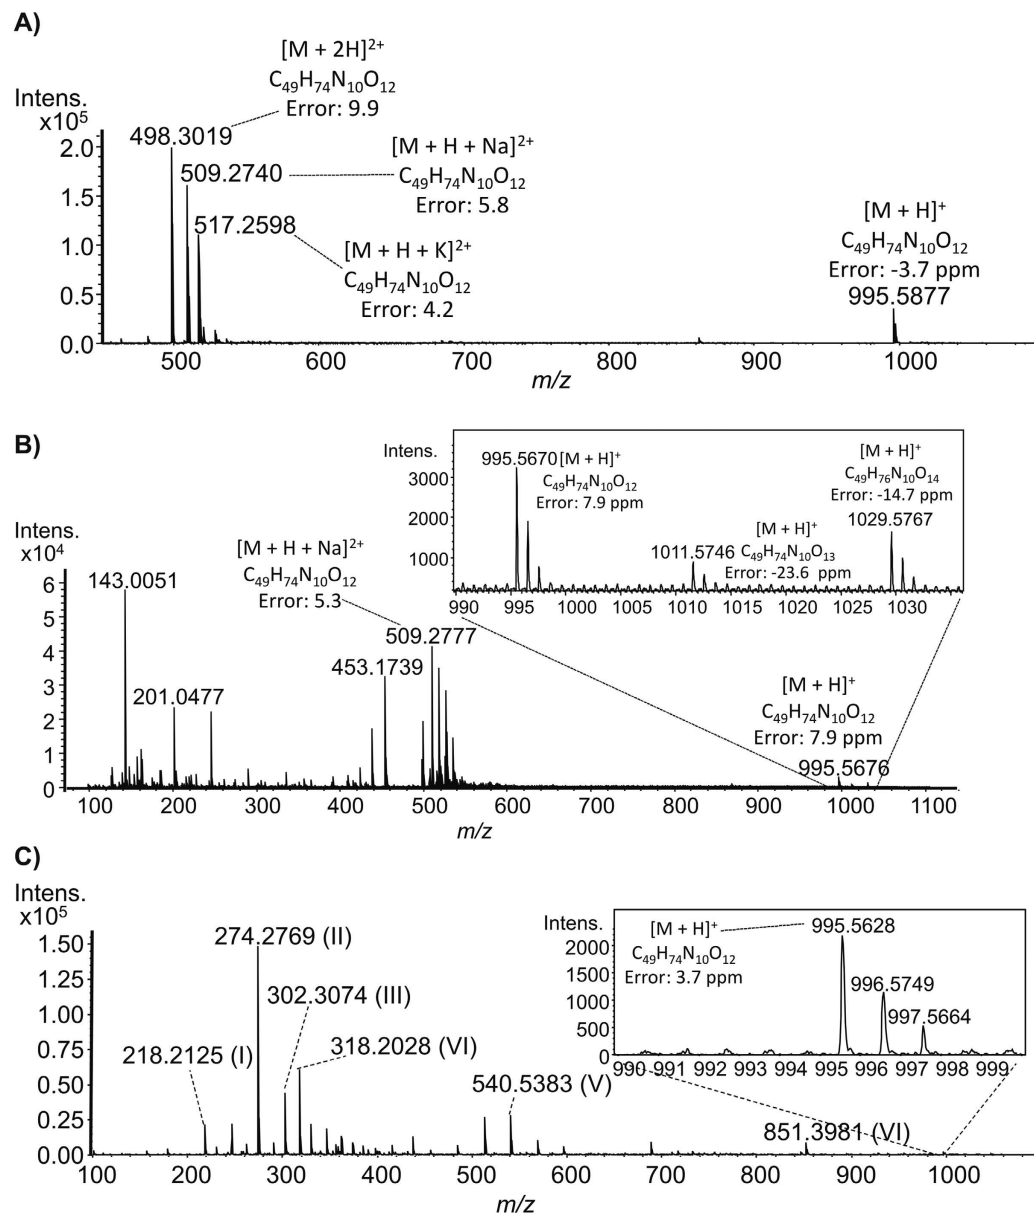 A)
[M + 2H]²⁺
C₄₉H₇₄N₁₀O₁₂
Error: 9.9
Intens.
x10⁵
498.3019
[M + H + Na]²⁺
C₄₉H₇₄N₁₀O₁₂
Error: 5.8
509.2740
517.2598
[M + H + K]²⁺
C₄₉H₇₄N₁₀O₁₂
Error: 4.2
[M + H]⁺
C₄₉H₇₄N₁₀O₁₂
Error: -3.7 ppm
995.5877
2.0
1.5
1.0
0.5
0.0
500 600 700 800 900 1000
m/z
B)
Intens.
3000
2000
1000
995.5670
[M + H]⁺
C₄₉H₇₄N₁₀O₁₂
Error: 7.9 ppm
1011.5746
[M + H]⁺
C₄₉H₇₄N₁₀O₁₃
Error: -23.6 ppm
[M + H]⁺
C₄₉H₇₆N₁₀O₁₄
Error: -14.7 ppm
1029.5767
990 995 1000 1005 1010 1015 1020 1025 1030
Intens.
x10⁴
[M + H + Na]²⁺
C₄₉H₇₄N₁₀O₁₂
Error: 5.3
143.0051
201.0477
453.1739
509.2777
[M + H]⁺
C₄₉H₇₄N₁₀O₁₂
Error: 7.9 ppm
995.5676
6
5
4
3
2
1
0
100 200 300 400 500 600 700 800 900 1000 1100
m/z
C)
Intens.
x10⁵
274.2769 (II)
302.3074 (III)
218.2125 (I)
318.2028 (VI)
540.5383 (V)
851.3981 (VI)
1.50
1.25
1.00
0.75
0.50
0.25
0.00
Intens.
2000
1500
1000
500
0
[M + H]⁺
C₄₉H₇₄N₁₀O₁₂
Error: 3.7 ppm
995.5628
996.5749
997.5664
990 991 992 993 994 995 996 997 998 999
100 200 300 400 500 600 700 800 900 1000
m/z